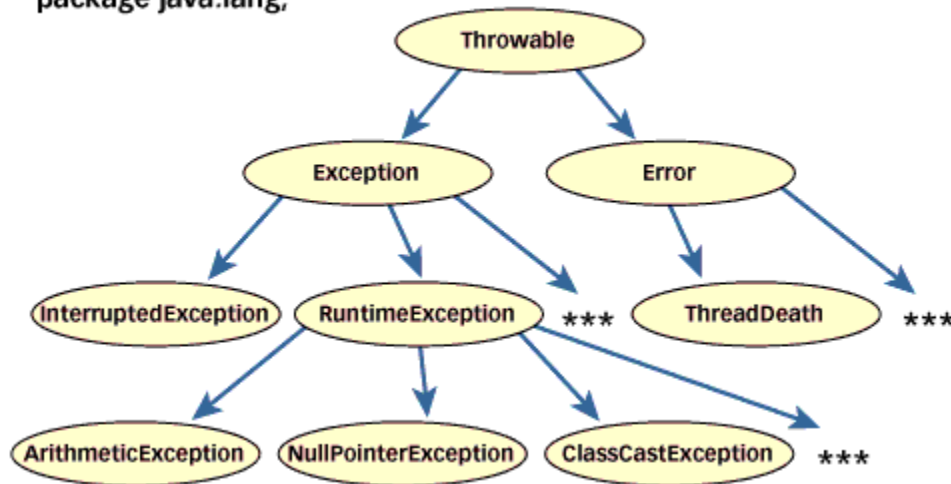 package java.lang;
Throwable
Exception Error
InterruptedException RuntimeException *** ThreadDeath ***
ArithmeticException NullPointerException ClassCastException ***